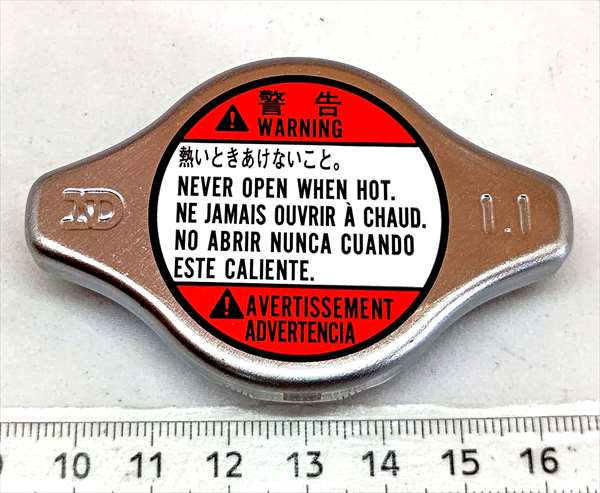 警告
WARNING
熱いときあけないこと。
NEVER OPEN WHEN HOT.
NE JAMAIS OUVRIR À CHAUD.
NO ABRIR NUNCA CUANDO
ESTE CALIENTE.
AVERTISSEMENT
ADVERTENCIA
ND
1.1
9 10 11 12 13 14 15 16